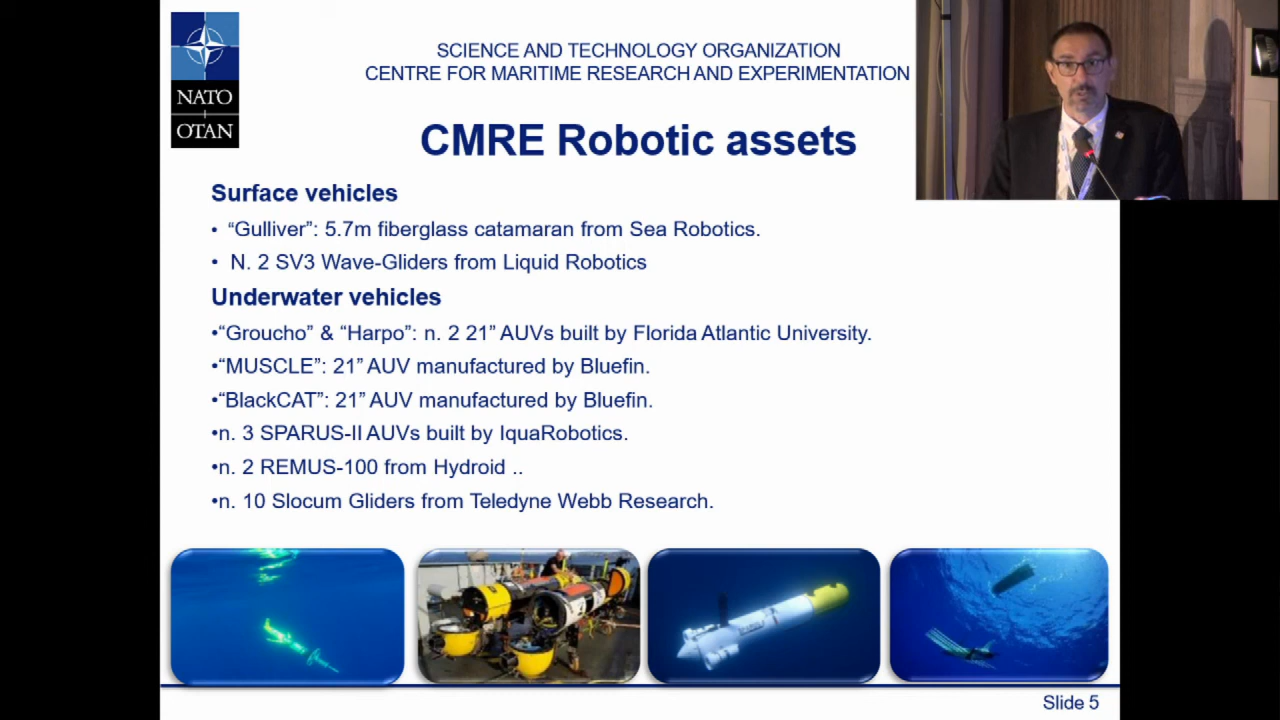 NATO
OTAN
SCIENCE AND TECHNOLOGY ORGANIZATION
CENTRE FOR MARITIME RESEARCH AND EXPERIMENTATION
CMRE Robotic assets
Surface vehicles
• “Gulliver”: 5.7m fiberglass catamaran from Sea Robotics.
• N. 2 SV3 Wave-Gliders from Liquid Robotics
Underwater vehicles
•“Groucho” & “Harpo”: n. 2 21” AUVs built by Florida Atlantic University.
•“MUSCLE”: 21” AUV manufactured by Bluefin.
•“BlackCAT”: 21” AUV manufactured by Bluefin.
•n. 3 SPARUS-II AUVs built by IquaRobotics.
•n. 2 REMUS-100 from Hydroid ..
•n. 10 Slocum Gliders from Teledyne Webb Research.
Slide 5